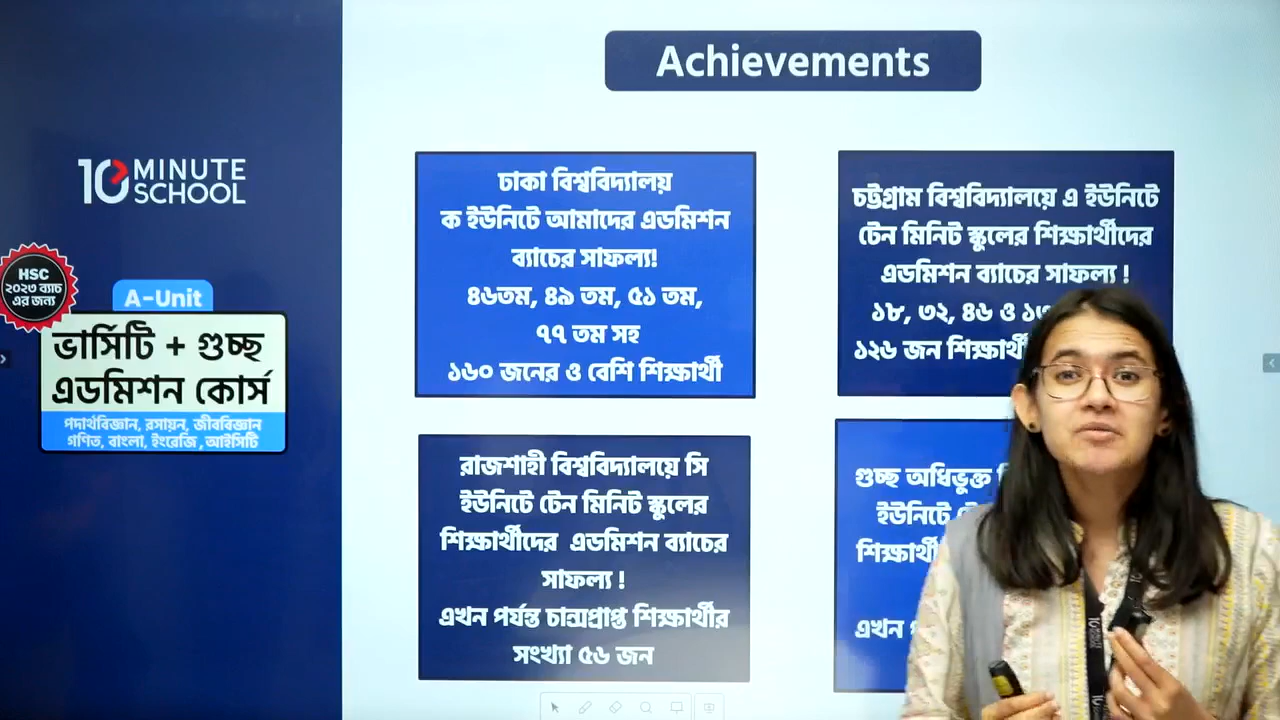 Achievements
10 MINUTE
SCHOOL
HSC
২০২৩ ব্যাচ
এর জন্য
A-Unit
ভার্সিটি + গুচ্ছ
এডমিশন কোর্স
পদার্থবিজ্ঞান, রসায়ন, জীববিজ্ঞান
গণিত, বাংলা, ইংরেজি, আইসিটি
ঢাকা বিশ্ববিদ্যালয়
ক ইউনিটে আমাদের এডমিশন
ব্যাচের সাফল্য!
৪৬তম, ৪৯ তম, ৫১ তম,
৭৭ তম সহ
১৬০ জনের ও বেশি শিক্ষার্থী
চট্টগ্রাম বিশ্ববিদ্যালয়ে এ ইউনিটে
টেন মিনিট স্কুলের শিক্ষার্থীদের
এডমিশন ব্যাচের সাফল্য !
১৮, ৩২, ৪৬ ও
১২৬ জন শিক্ষার্থী
রাজশাহী বিশ্ববিদ্যালয়ে সি
ইউনিটে টেন মিনিট স্কুলের
শিক্ষার্থীদের এডমিশন ব্যাচের
সাফল্য !
এখন পর্যন্ত চান্সপ্রাপ্ত শিক্ষার্থীর
সংখ্যা ৫৬ জন
গুচ্ছ অধিভুক্ত
ইউনিটে
এখন